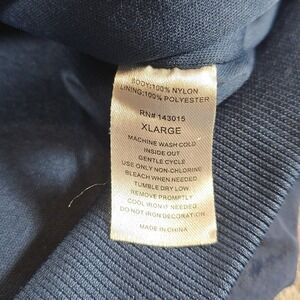 BODY:100% NYLON
LINING:100% POLYESTER
RN# 143015
XLARGE
MACHINE WASH COLD
INSIDE OUT
GENTLE CYCLE
USE ONLY NON-CHLORINE
BLEACH WHEN NEEDED
TUMBLE DRY LOW
REMOVE PROMPTLY
COOL IRON IF NEEDED
DO NOT IRON DECORATION
MADE IN CHINA